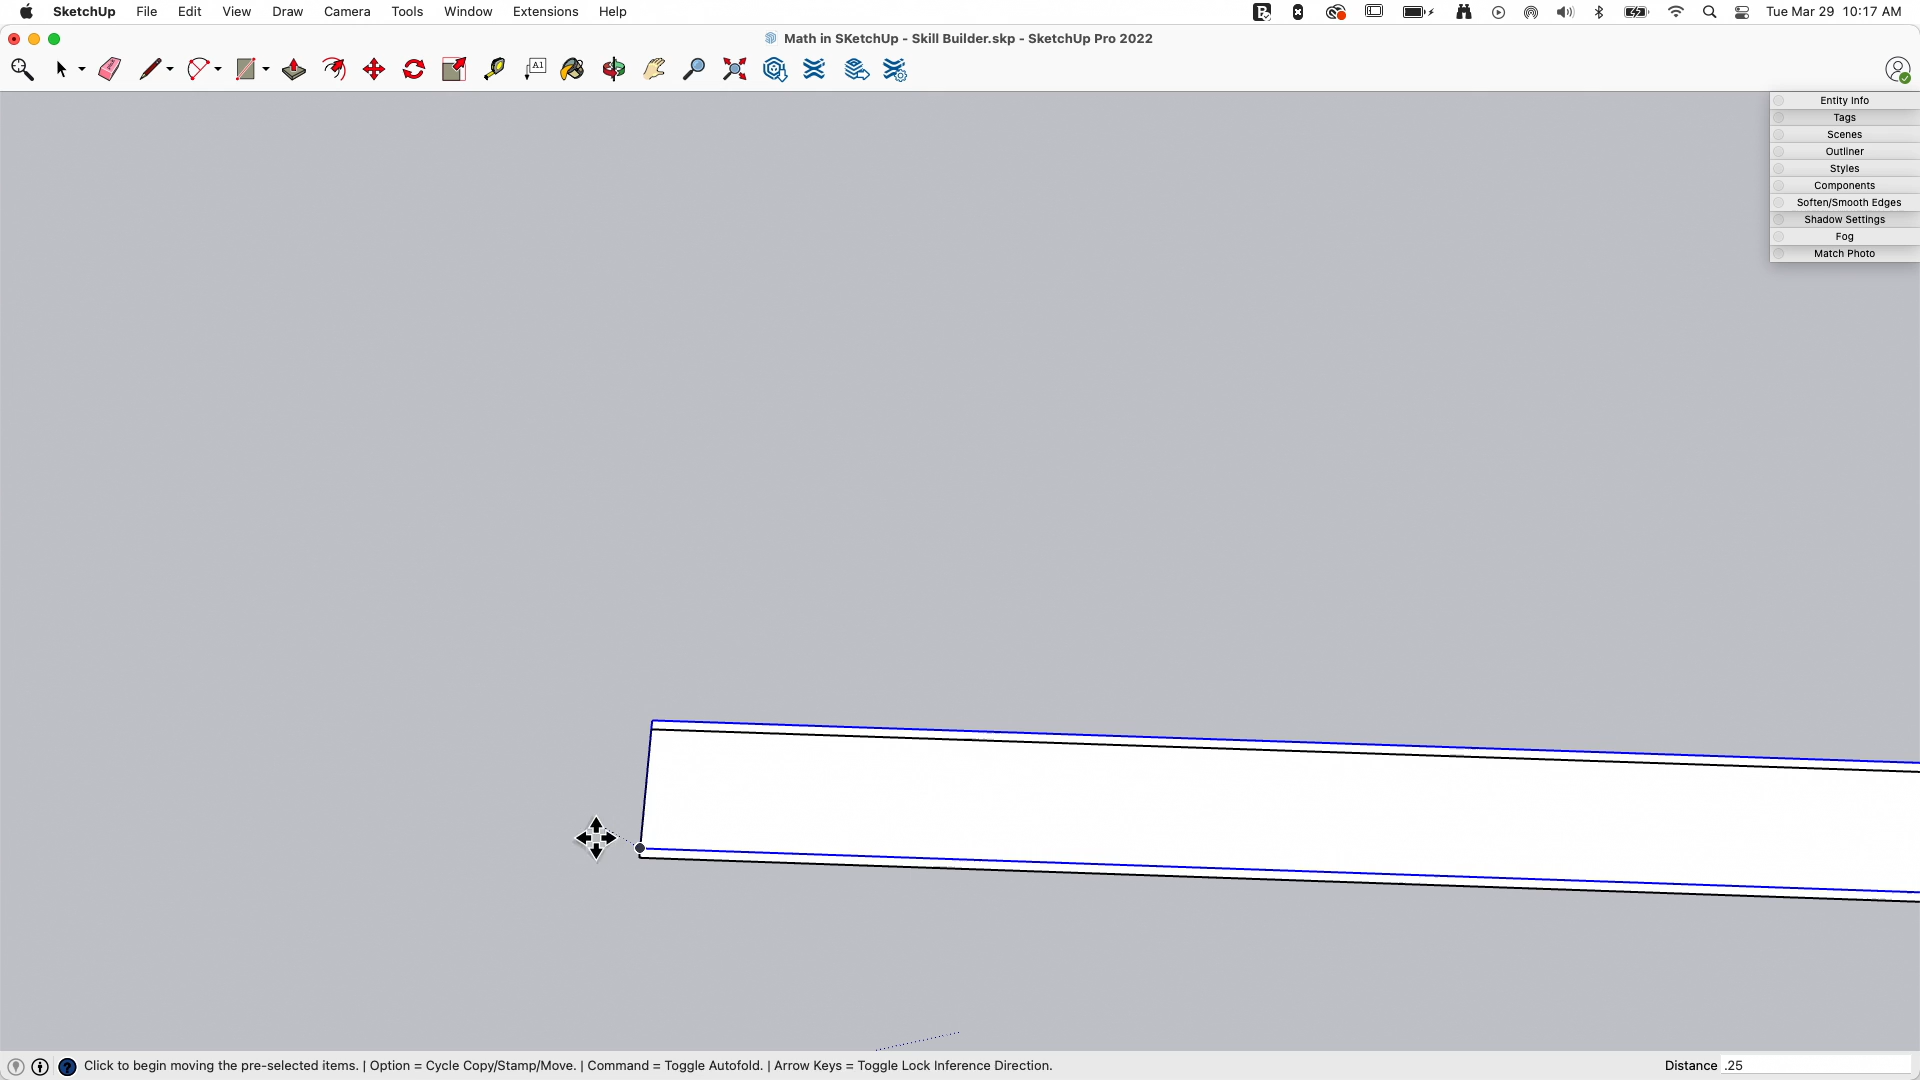 SketchUp File Edit View Draw Camera Tools Window Extensions Help Tue Mar 29 10:17 AM
Math in SKetchUp - Skill Builder.skp - SketchUp Pro 2022
A1
Entity Info
Tags
Scenes
Outliner
Styles
Components
Soften/Smooth Edges
Shadow Settings
Fog
Match Photo
Click to begin moving the pre-selected items. | Option = Cycle Copy/Stamp/Move. | Command = Toggle Autofold. | Arrow Keys = Toggle Lock Inference Direction. Distance .25